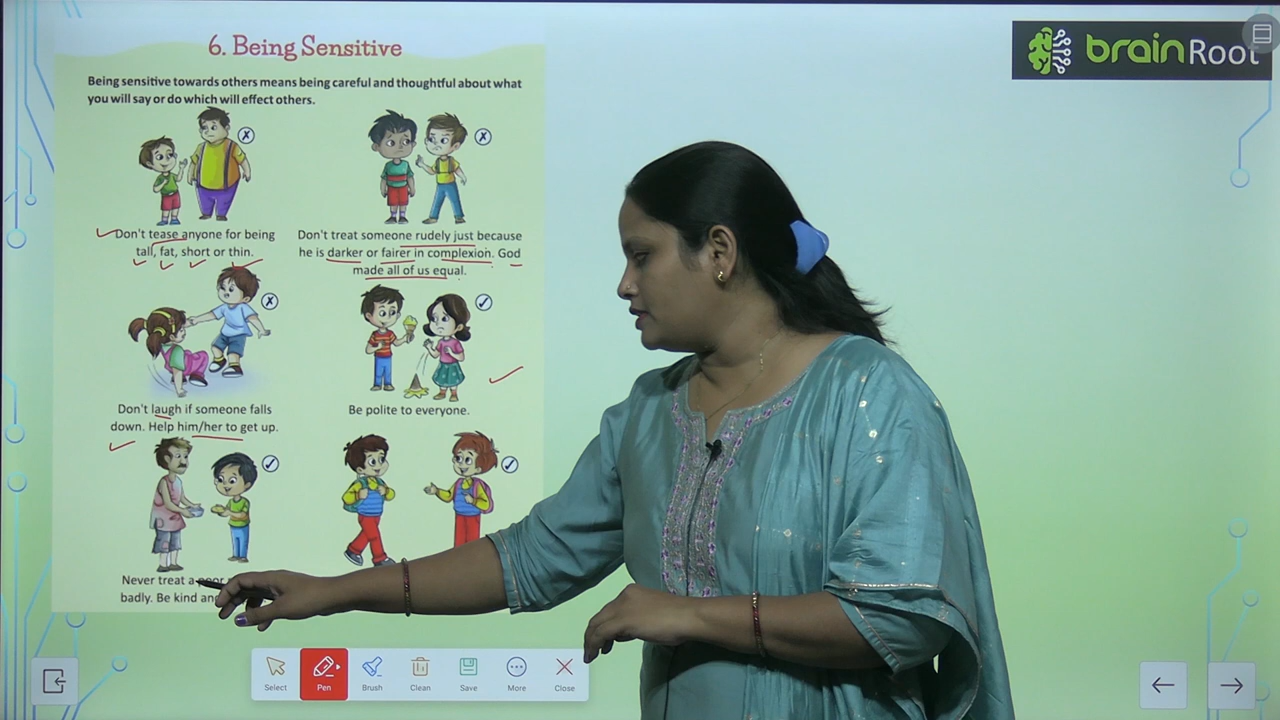 6. Being Sensitive
Being sensitive towards others means being careful and thoughtful about what
you will say or do which will effect others.
Don't tease anyone for being
tall, fat, short or thin.
Don't treat someone rudely just because
he is darker or fairer in complexion. God
made all of us equal.
Don't laugh if someone falls
down. Help him/her to get up.
Be polite to everyone.
Never treat a poor
badly. Be kind and
brainRoot
Select
Pen
Brush
Clean
Save
More
Close